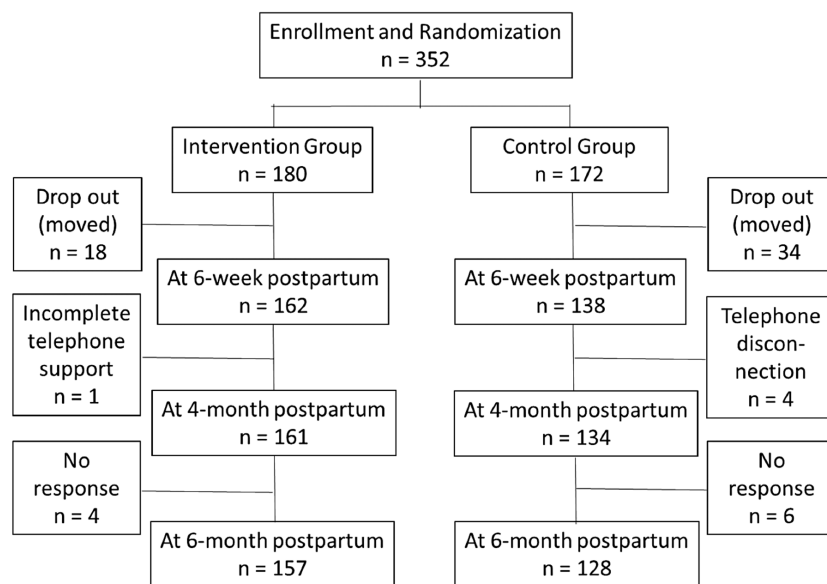 Enrollment and Randomization
n = 352
Intervention Group
n = 180
Control Group
n = 172
Drop out
(moved)
n = 18
Drop out
(moved)
n = 34
At 6-week postpartum
n = 162
At 6-week postpartum
n = 138
Incomplete
telephone
support
n = 1
Telephone
discon-
nection
n = 4
At 4-month postpartum
n = 161
At 4-month postpartum
n = 134
No
response
n = 4
No
response
n = 6
At 6-month postpartum
n = 157
At 6-month postpartum
n = 128